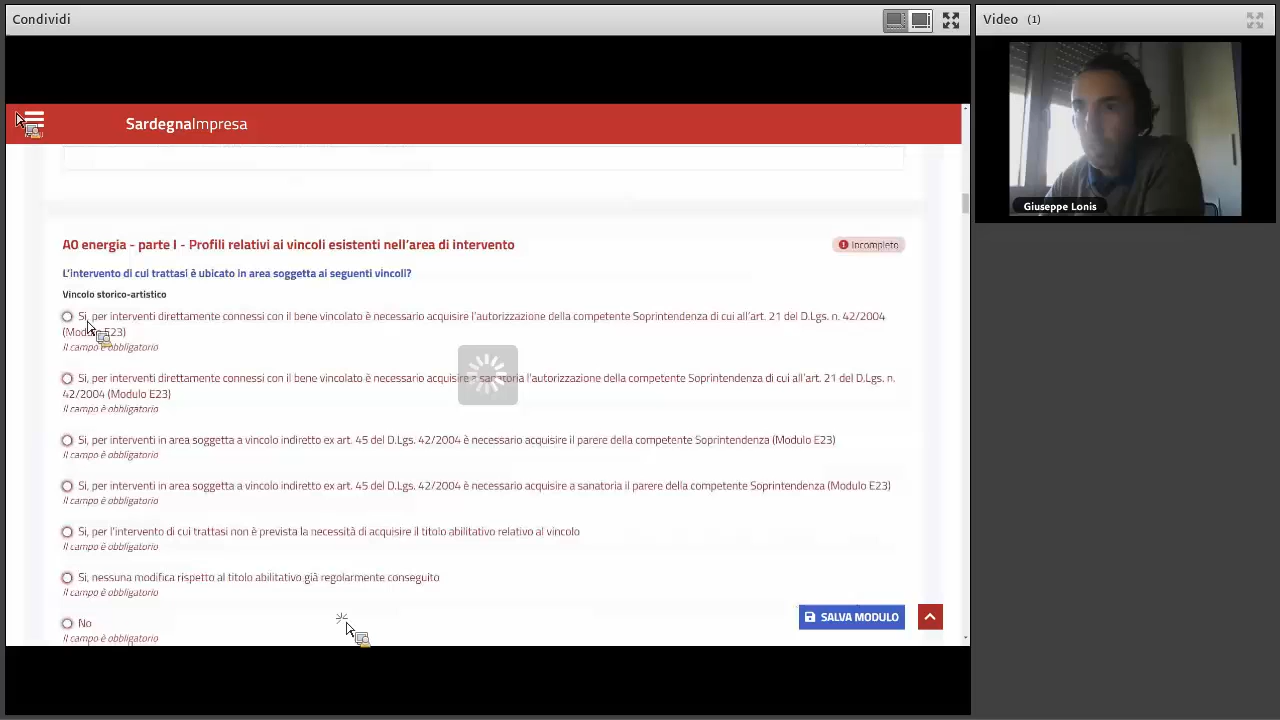 Condividi
Video (1)
SardegnaImpresa
Giuseppe Lonis
A0 energia - parte I - Profili relativi ai vincoli esistenti nell'area di intervento
Incompleto
L'intervento di cui trattasi è ubicato in area soggetta ai seguenti vincoli?
Vincolo storico-artistico
Si, per interventi direttamente connessi con il bene vincolato è necessario acquisire l'autorizzazione della competente Soprintendenza di cui all'art. 21 del D.Lgs. n. 42/2004
(Modulo E23)
Il campo è obbligatorio
Si, per interventi direttamente connessi con il bene vincolato è necessario acquisire a sanatoria l'autorizzazione della competente Soprintendenza di cui all'art. 21 del D.Lgs. n.
42/2004 (Modulo E23)
Il campo è obbligatorio
Si, per interventi in area soggetta a vincolo indiretto ex art. 45 del D.Lgs. 42/2004 è necessario acquisire il parere della competente Soprintendenza (Modulo E23)
Il campo è obbligatorio
Si, per interventi in area soggetta a vincolo indiretto ex art. 45 del D.Lgs. 42/2004 è necessario acquisire a sanatoria il parere della competente Soprintendenza (Modulo E23)
Il campo è obbligatorio
Si, per l'intervento di cui trattasi non è prevista la necessità di acquisire il titolo abilitativo relativo al vincolo
Il campo è obbligatorio
Si, nessuna modifica rispetto al titolo abilitativo già regolarmente conseguito
Il campo è obbligatorio
SALVA MODULO
No
Il campo è obbligatorio